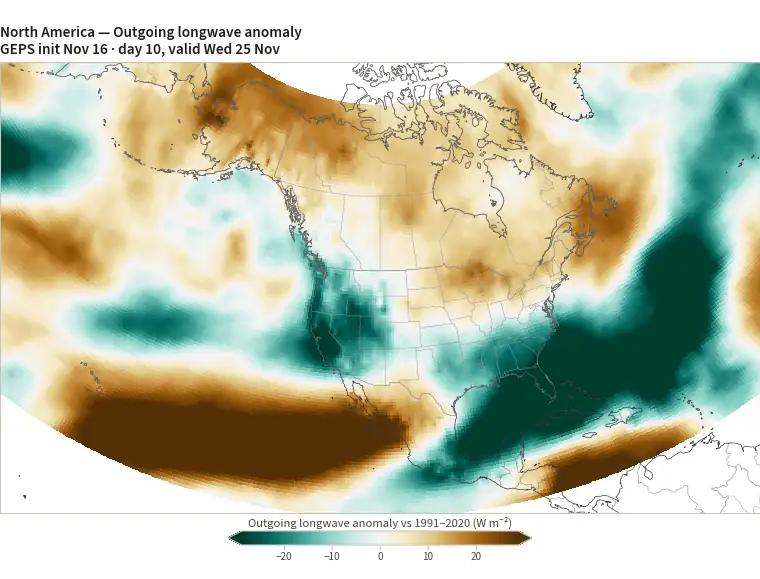 North America — Outgoing longwave anomaly
GEPS init Nov 16 · day 10, valid Wed 25 Nov
Outgoing longwave anomaly vs 1991–2020 (W m⁻²)
−20 −10 0 10 20